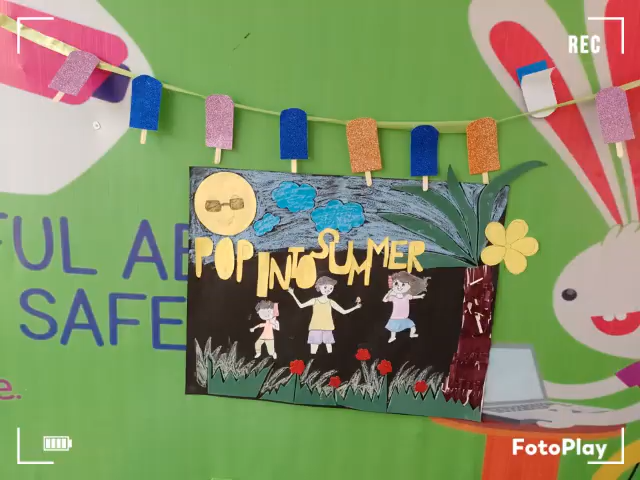 REC
FUL AB
SAFE
POP INTO SUMMER
e.
FotoPlay